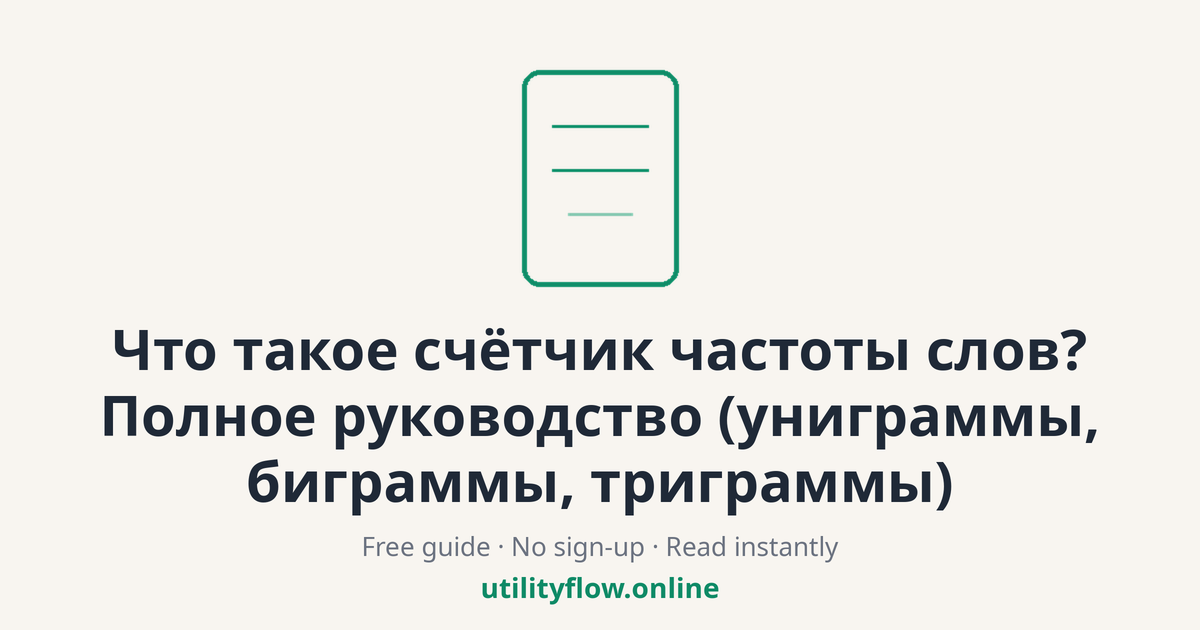 Что такое счётчик частоты слов?
Полное руководство (униграммы,
биграммы, триграммы)
Free guide · No sign-up · Read instantly
utilityflow.online